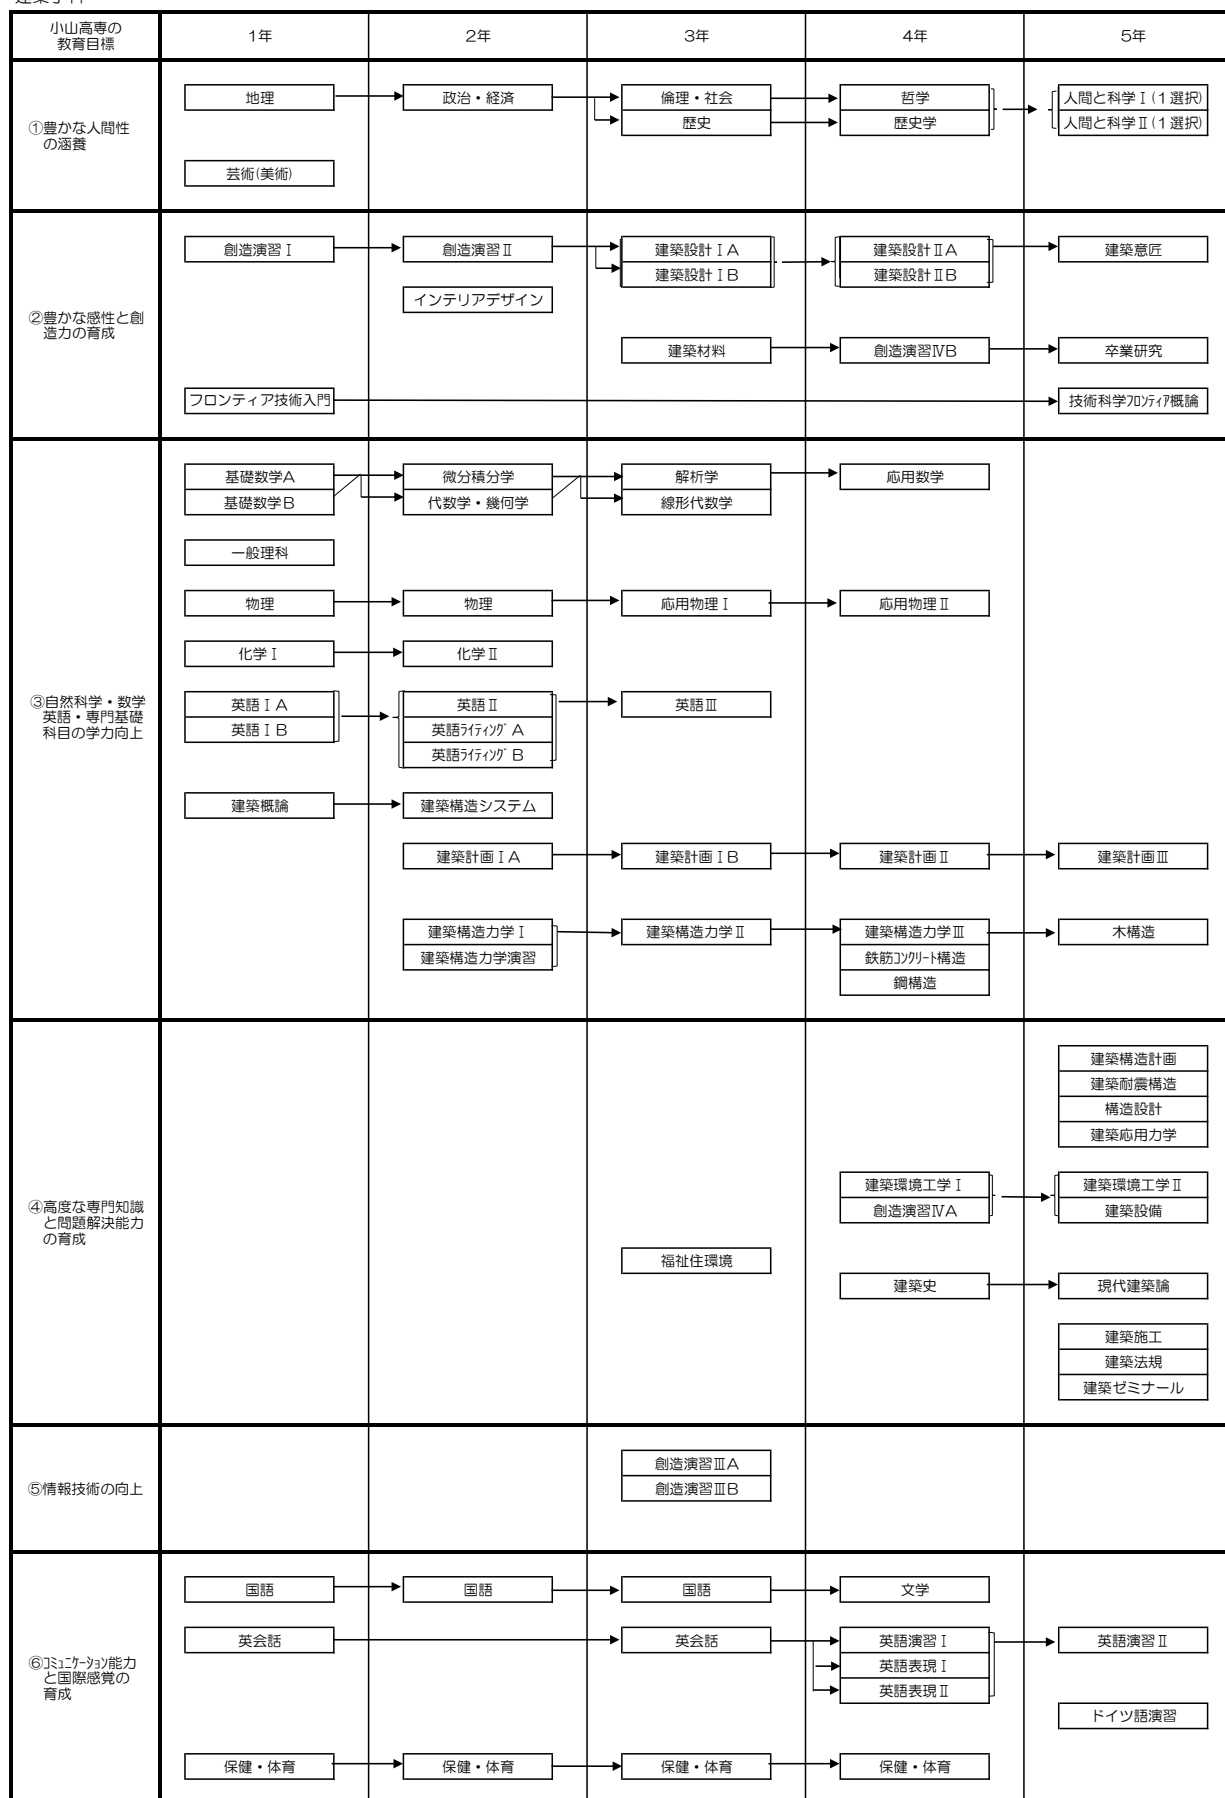 建築学科
小山高専の
教育目標
1年
2年
3年
4年
5年
①豊かな人間性
の涵養
地理
政治・経済
倫理・社会
哲学
人間と科学Ⅰ(1選択)
歴史
歴史学
人間と科学Ⅱ(1選択)
芸術(美術)
②豊かな感性と創
造力の育成
創造演習Ⅰ
創造演習Ⅱ
建築設計ⅠA
建築設計ⅡA
建築意匠
建築設計ⅠB
建築設計ⅡB
インテリアデザイン
建築材料
創造演習ⅣB
卒業研究
フロンティア技術入門
技術科学ﾌﾛﾝﾃｨｱ概論
③自然科学・数学
英語・専門基礎
科目の学力向上
基礎数学A
微分積分学
解析学
応用数学
基礎数学B
代数学・幾何学
線形代数学
一般理科
物理
物理
応用物理Ⅰ
応用物理Ⅱ
化学Ⅰ
化学Ⅱ
英語ⅠA
英語Ⅱ
英語Ⅲ
英語ⅠB
英語ﾗｲﾃｨﾝｸﾞA
英語ﾗｲﾃｨﾝｸﾞB
建築概論
建築構造システム
建築計画ⅠA
建築計画ⅠB
建築計画Ⅱ
建築計画Ⅲ
建築構造力学Ⅰ
建築構造力学Ⅱ
建築構造力学Ⅲ
木構造
建築構造力学演習
鉄筋ｺﾝｸﾘｰﾄ構造
鋼構造
④高度な専門知識
と問題解決能力
の育成
建築構造計画
建築耐震構造
構造設計
建築応用力学
建築環境工学Ⅰ
建築環境工学Ⅱ
創造演習ⅣA
建築設備
福祉住環境
建築史
現代建築論
建築施工
建築法規
建築ゼミナール
⑤情報技術の向上
創造演習ⅢA
創造演習ⅢB
⑥ｺﾐｭﾆｹｰｼｮﾝ能力
と国際感覚の
育成
国語
国語
国語
文学
英会話
英会話
英語演習Ⅰ
英語演習Ⅱ
英語表現Ⅰ
英語表現Ⅱ
ドイツ語演習
保健・体育
保健・体育
保健・体育
保健・体育